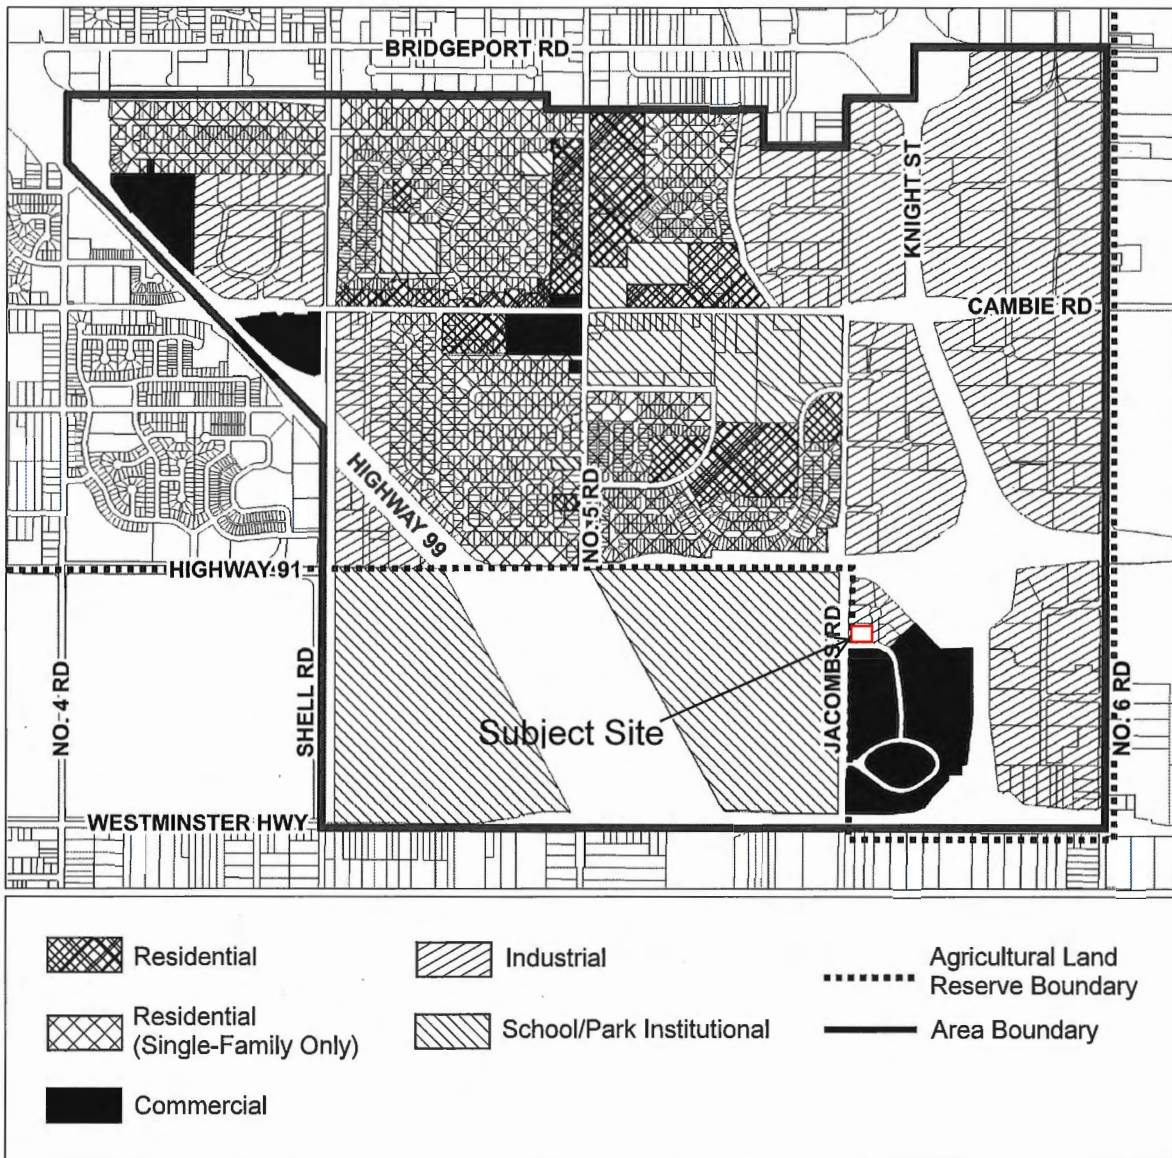 BRIDGEPORT RD
KNIGHT ST
CAMBIE RD
HIGHWAY 99
NO. 5 RD
HIGHWAY 91
NO. 4 RD
SHELL RD
JACOMBS RD
NO. 6 RD
Subject Site
WESTMINSTER HWY
Residential
Industrial
Agricultural Land
Reserve Boundary
Residential
(Single-Family Only)
School/Park Institutional
Area Boundary
Commercial